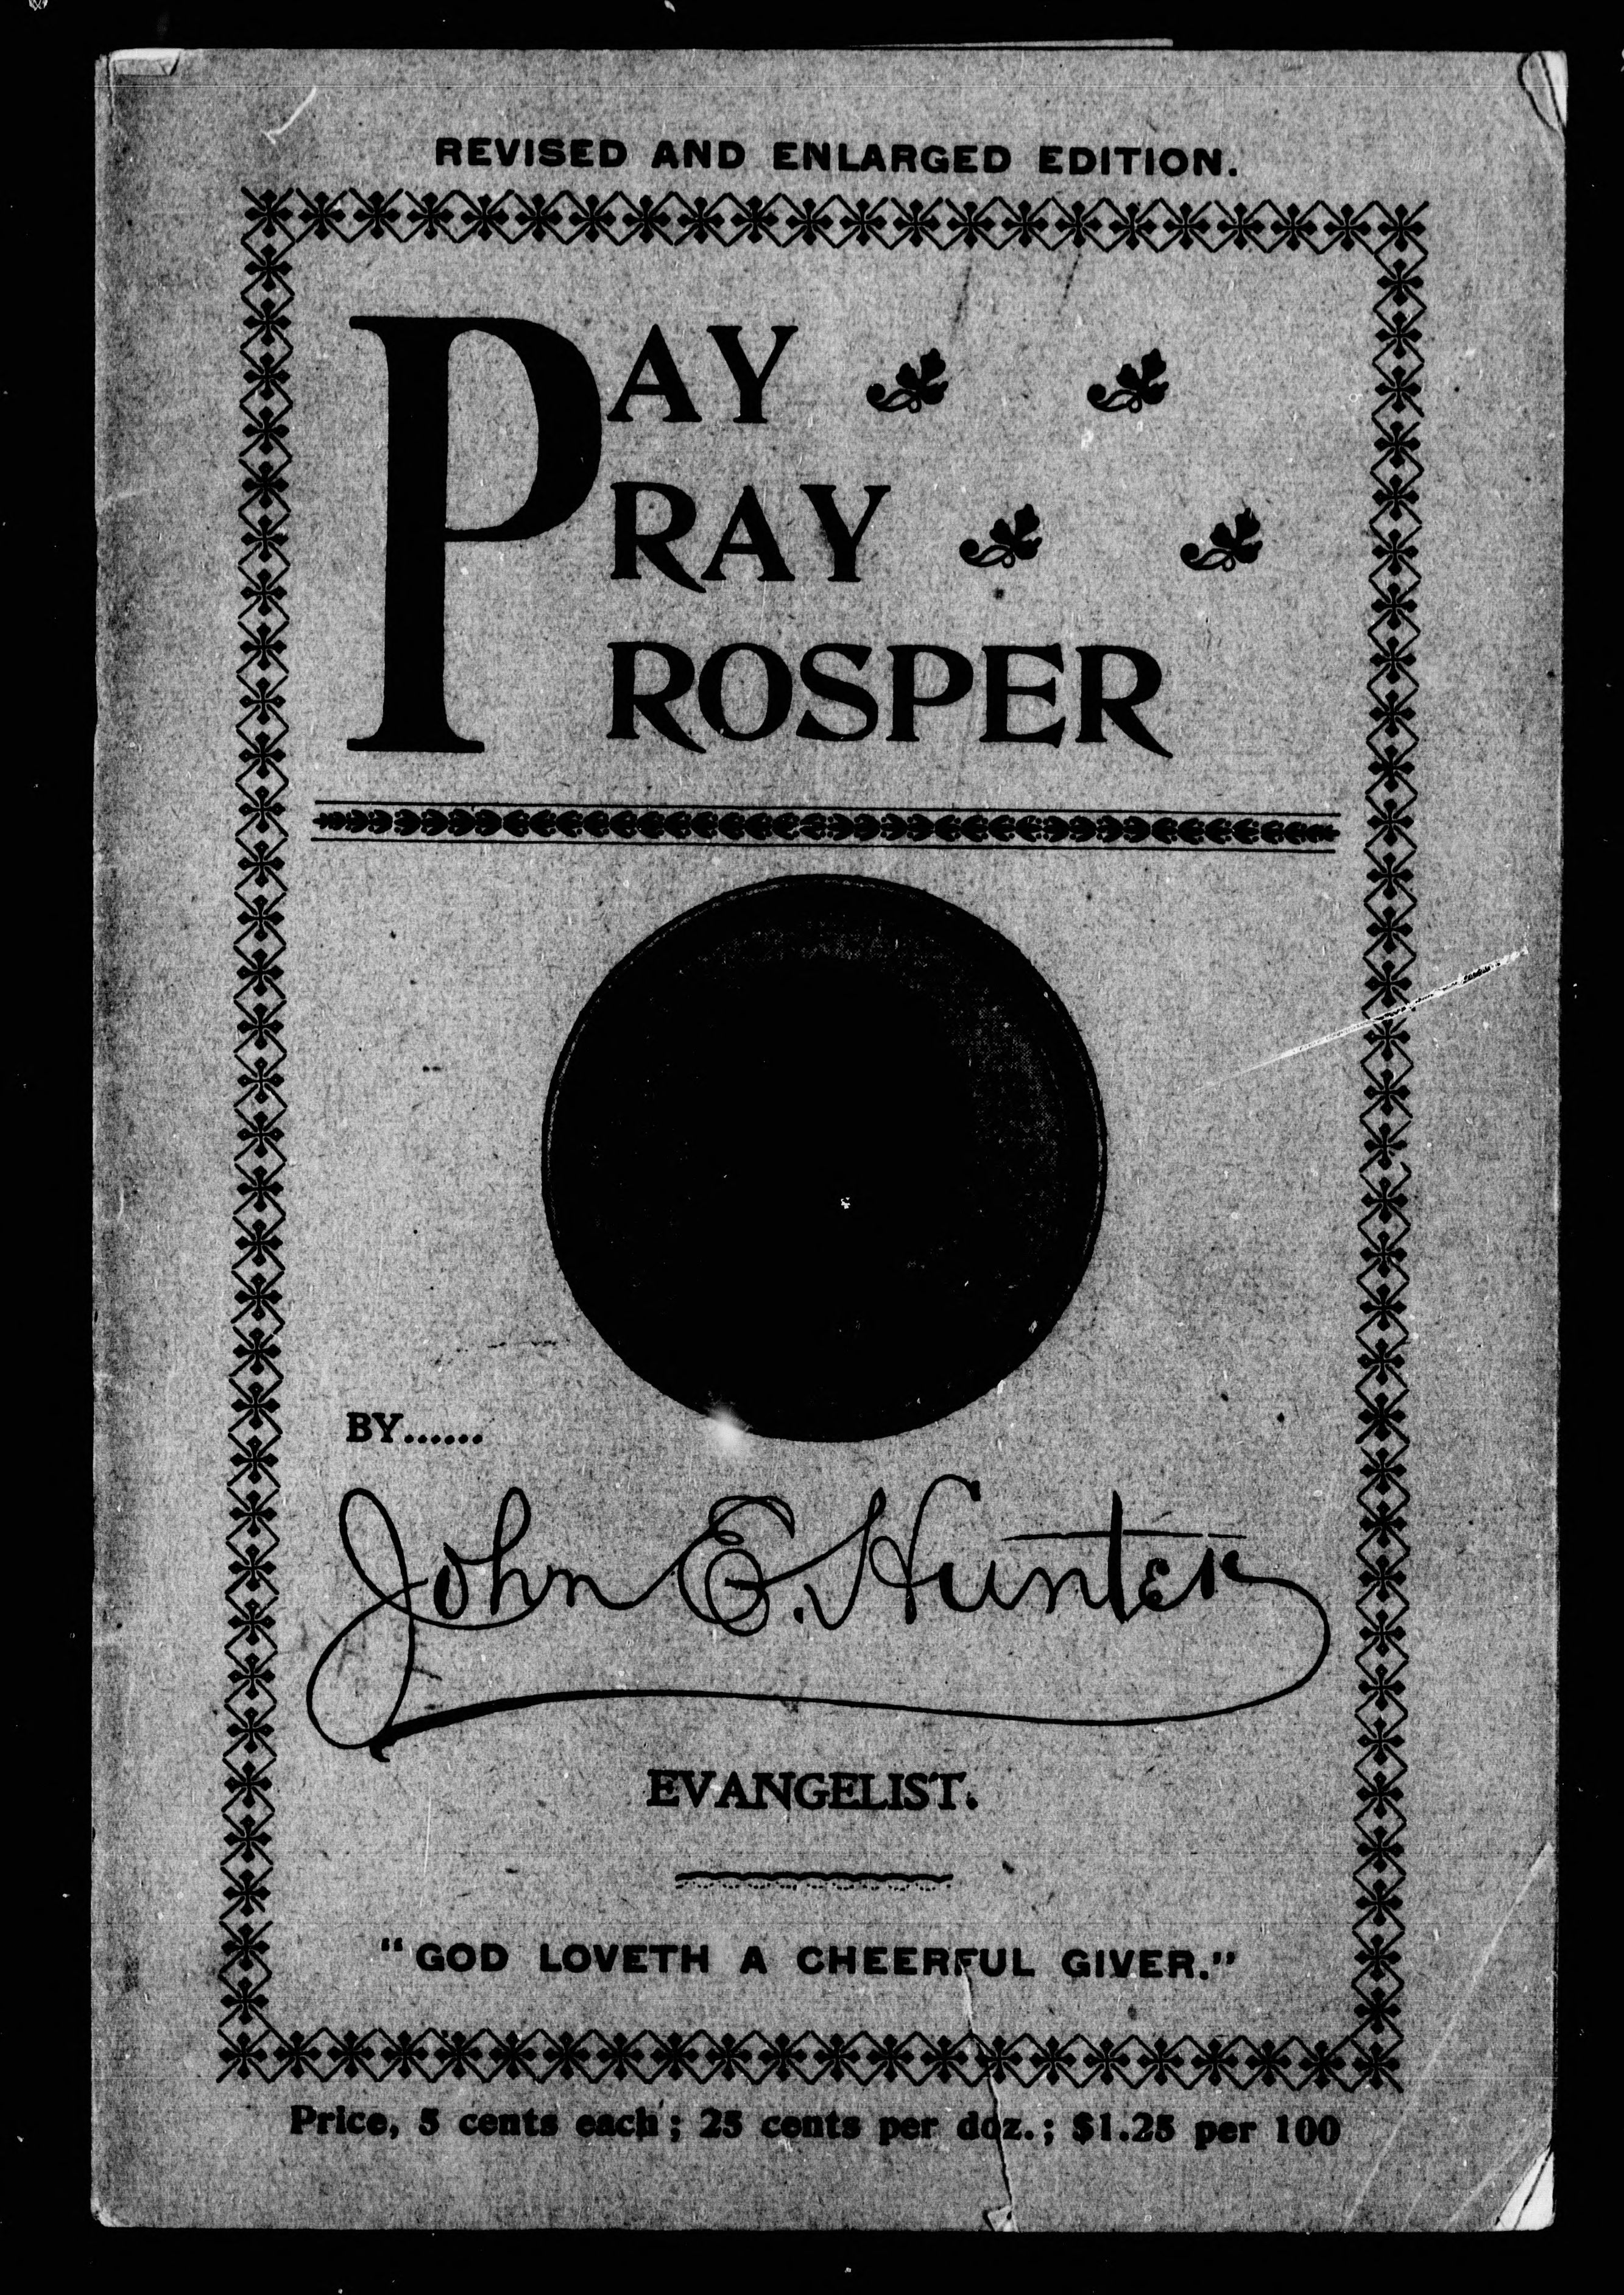 REVISED AND ENLARGED EDITION.
PAY
PRAY
PROSPER
BY......
John E. Hunter
EVANGELIST.
"GOD LOVETH A CHEERFUL GIVER."
Price, 5 cents each; 25 cents per doz.; $1.25 per 100